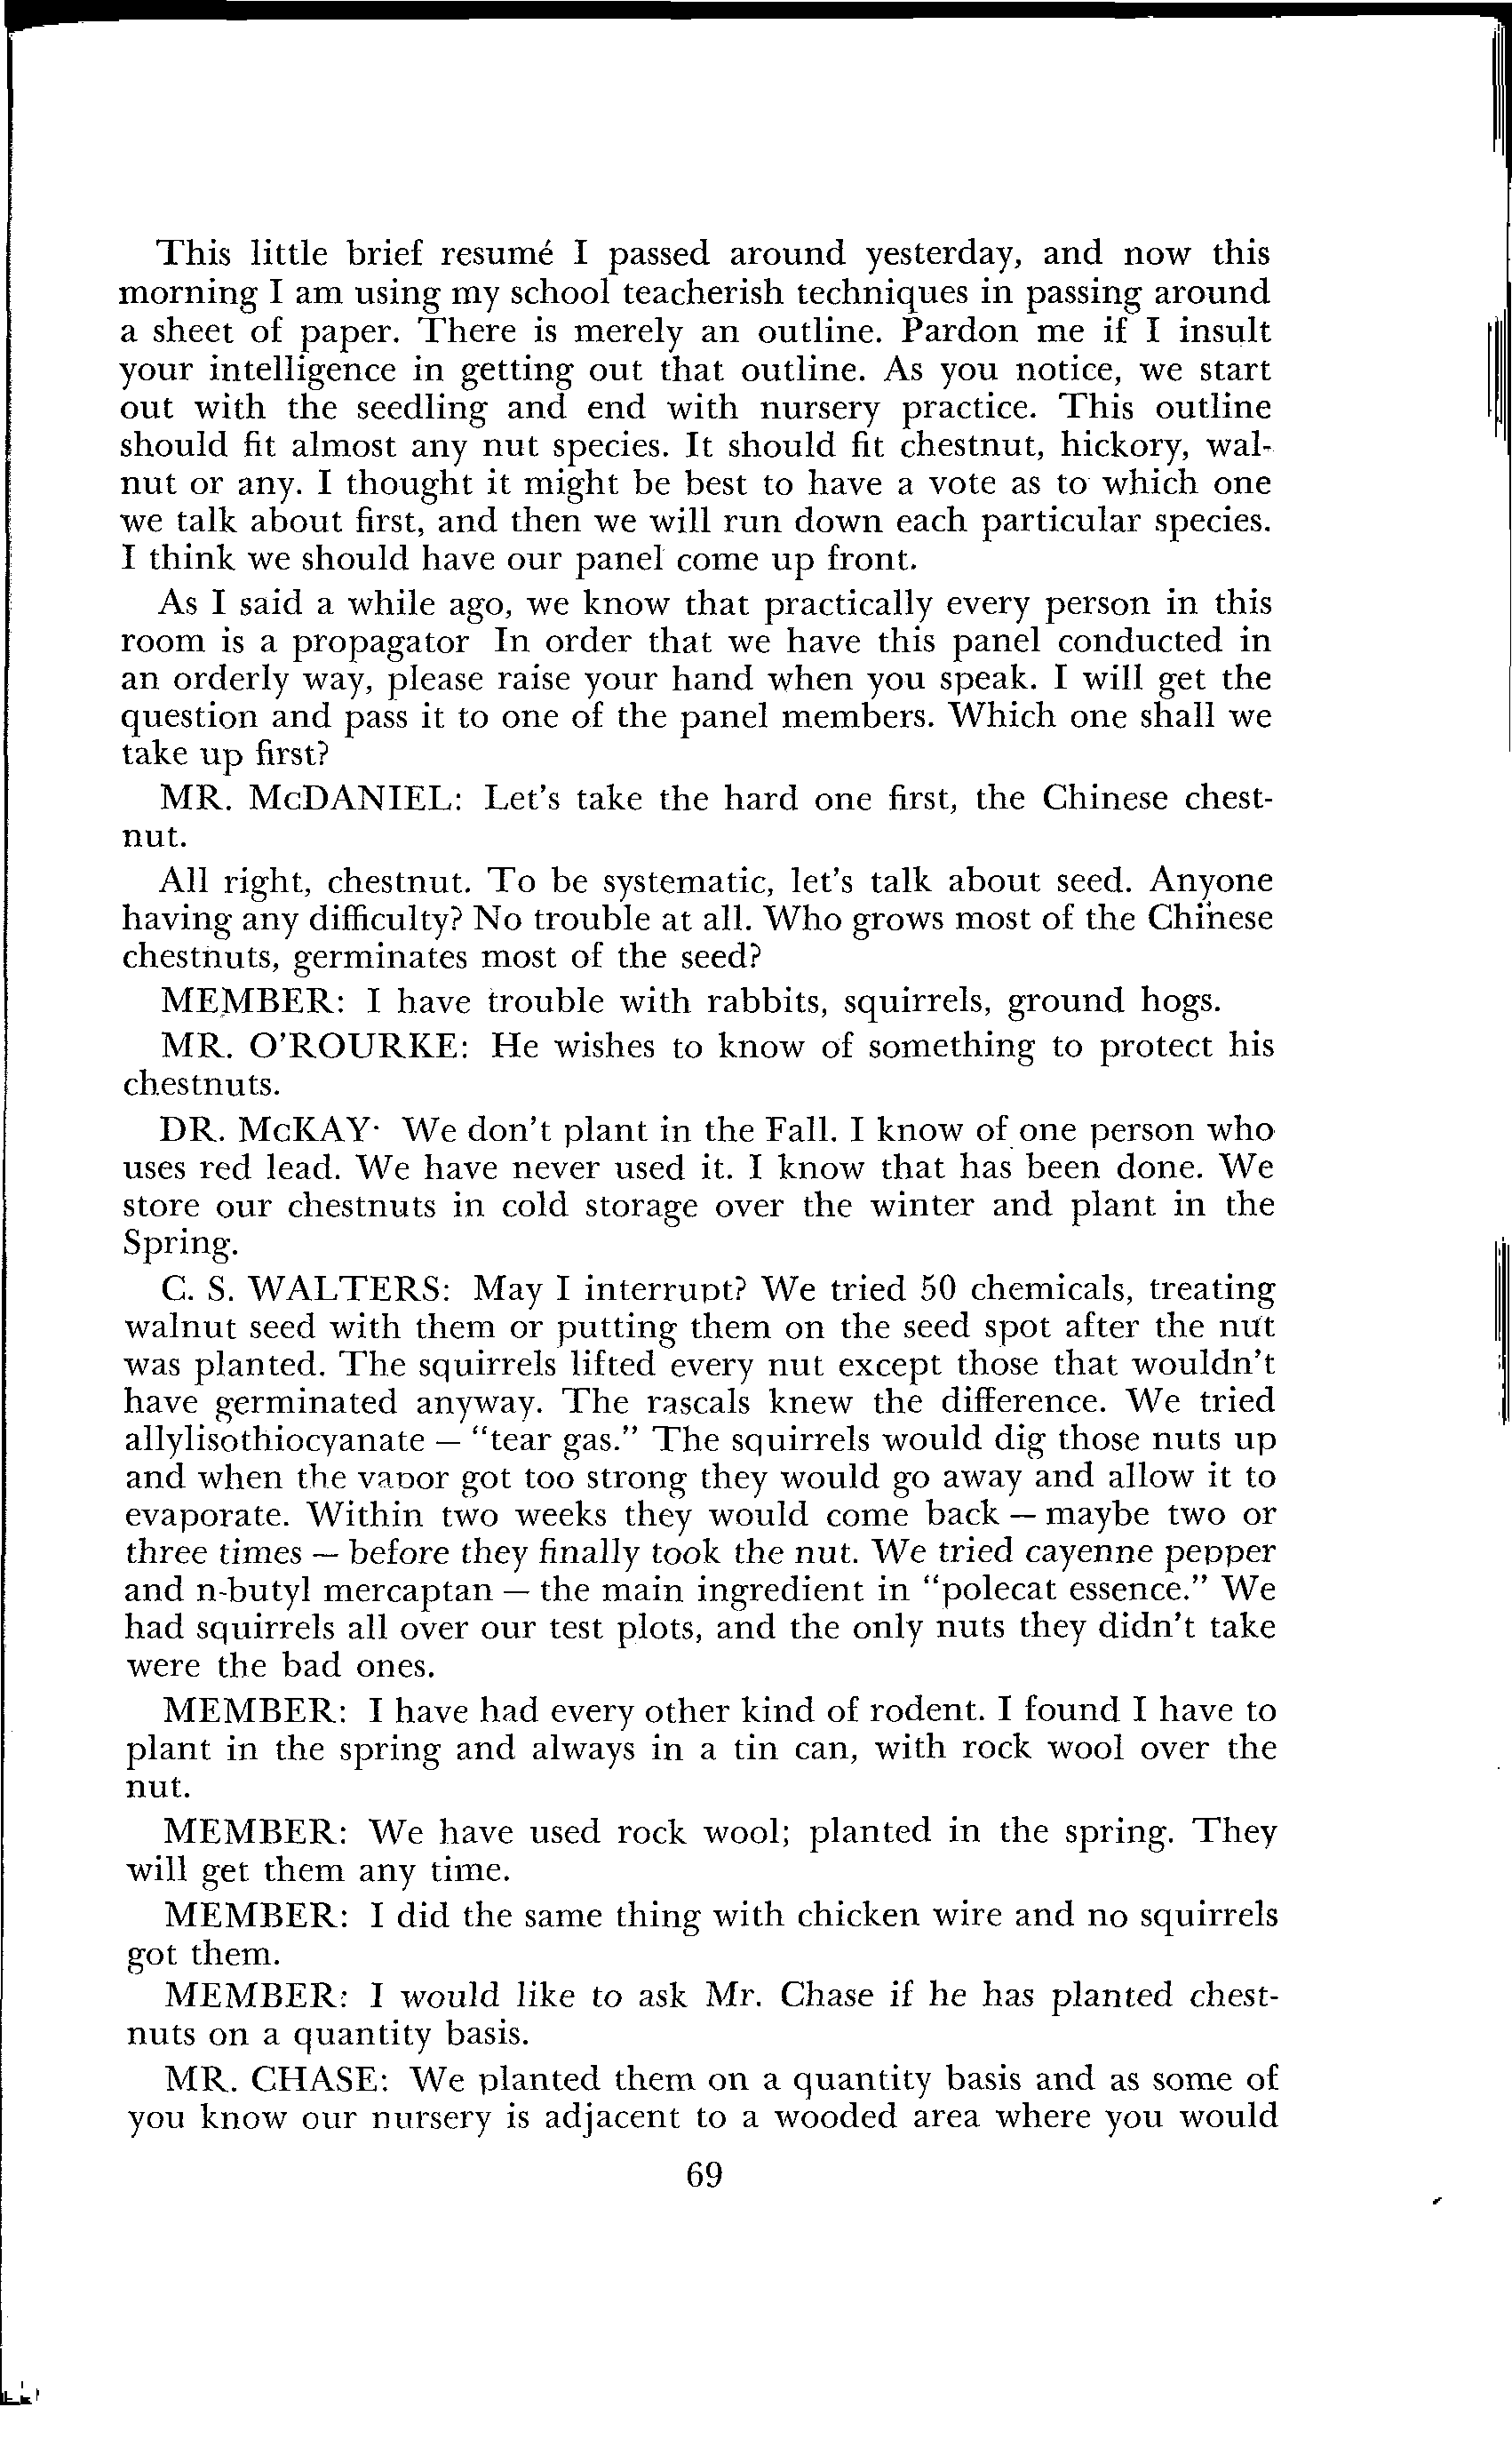 This little brief resumé I passed around yesterday, and now this
morning I am using my school teacherish techniques in passing around
a sheet of paper. There is merely an outline. Pardon me if I insult
your intelligence in getting out that outline. As you notice, we start
out with the seedling and end with nursery practice. This outline
should fit almost any nut species. It should fit chestnut, hickory, wal-
nut or any. I thought it might be best to have a vote as to which one
we talk about first, and then we will run down each particular species.
I think we should have our panel come up front.
As I said a while ago, we know that practically every person in this
room is a propagator In order that we have this panel conducted in
an orderly way, please raise your hand when you speak. I will get the
question and pass it to one of the panel members. Which one shall we
take up first?
MR. McDANIEL: Let's take the hard one first, the Chinese chest-
nut.
All right, chestnut. To be systematic, let's talk about seed. Anyone
having any difficulty? No trouble at all. Who grows most of the Chinese
chestnuts, germinates most of the seed?
MEMBER: I have trouble with rabbits, squirrels, ground hogs.
MR. O'ROURKE: He wishes to know of something to protect his
chestnuts.
DR. McKAY· We don't plant in the Fall. I know of one person who
uses red lead. We have never used it. I know that has been done. We
store our chestnuts in cold storage over the winter and plant in the
Spring.
C. S. WALTERS: May I interrupt? We tried 50 chemicals, treating
walnut seed with them or putting them on the seed spot after the nut
was planted. The squirrels lifted every nut except those that wouldn't
have germinated anyway. The rascals knew the difference. We tried
allylisothiocyanate — "tear gas." The squirrels would dig those nuts up
and when the vapor got too strong they would go away and allow it to
evaporate. Within two weeks they would come back — maybe two or
three times — before they finally took the nut. We tried cayenne pepper
and n-butyl mercaptan — the main ingredient in "polecat essence." We
had squirrels all over our test plots, and the only nuts they didn't take
were the bad ones.
MEMBER: I have had every other kind of rodent. I found I have to
plant in the spring and always in a tin can, with rock wool over the
nut.
MEMBER: We have used rock wool; planted in the spring. They
will get them any time.
MEMBER: I did the same thing with chicken wire and no squirrels
got them.
MEMBER: I would like to ask Mr. Chase if he has planted chest-
nuts on a quantity basis.
MR. CHASE: We planted them on a quantity basis and as some of
you know our nursery is adjacent to a wooded area where you would
69